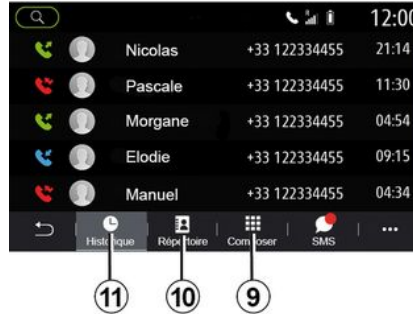 12:00
Nicolas +33 122334455 21:14
Pascale +33 122334455 11:30
Morgane +33 122334455 04:54
Elodie +33 122334455 09:15
Manuel +33 122334455 04:34
Historique Répertoire Composer SMS
11 10 9